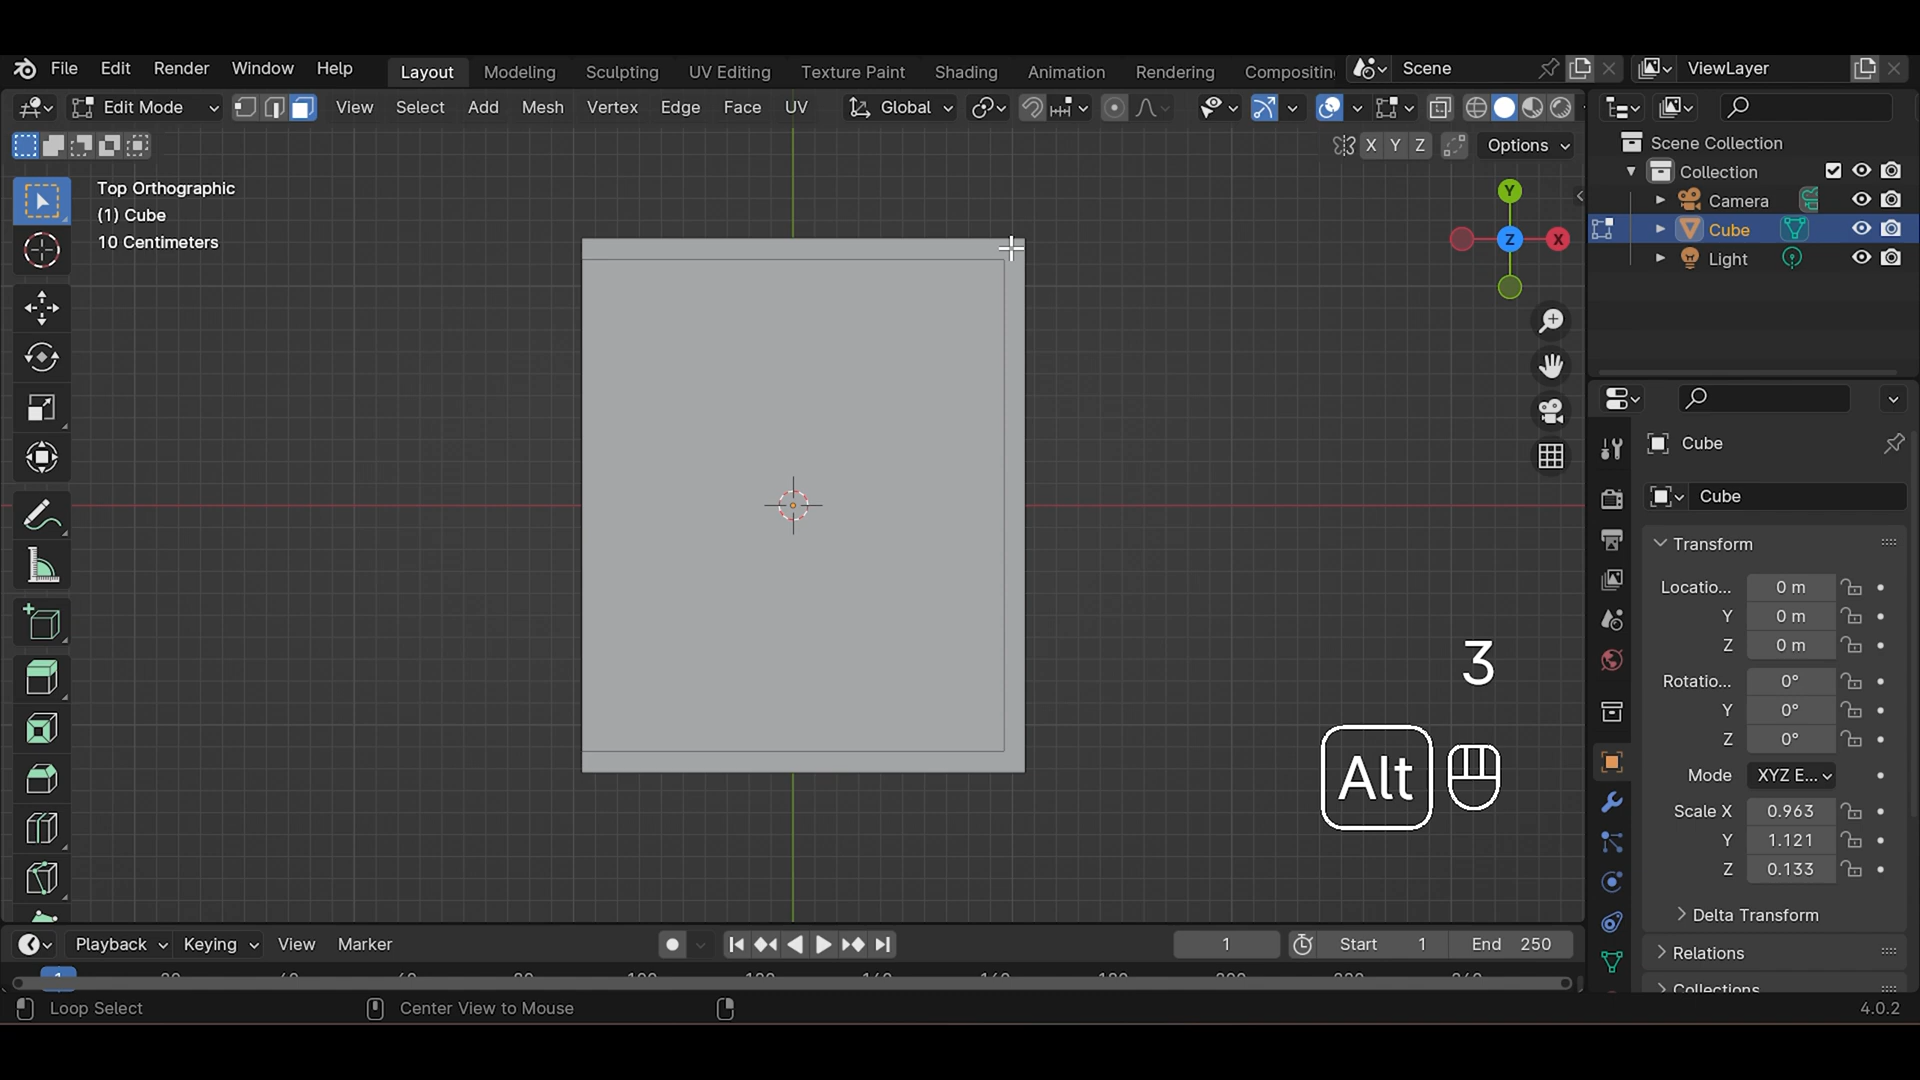 File Edit Render Window Help Layout Modeling Sculpting UV Editing Texture Paint Shading Animation Rendering Compositin Scene ViewLayer
Edit Mode View Select Add Mesh Vertex Edge Face UV Global
X Y Z Options
Top Orthographic
(1) Cube
10 Centimeters
Y
Z X
Scene Collection
Collection
Camera
Cube
Light
Cube
Cube
Transform
Locatio... 0 m
Y 0 m
Z 0 m
Rotatio... 0°
Y 0°
Z 0°
Mode XYZ E...
Scale X 0.963
Y 1.121
Z 0.133
Delta Transform
Relations
Collections
3
Alt
Playback Keying View Marker 1 Start 1 End 250
1
Loop Select Center View to Mouse 4.0.2